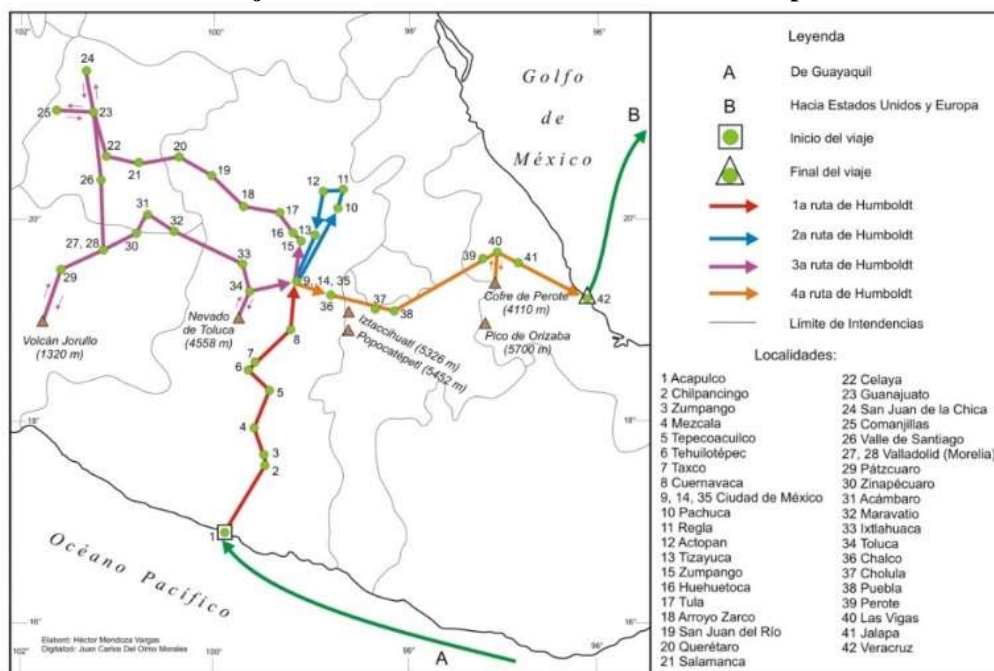 102°
100°
98°
96°
24
25
23
22
21
20
19
18
17
16
15
13
12
11
10
26
27, 28
29
30
31
32
33
34
9, 14, 35
36
37
38
39
40
41
42
8
7
6
5
4
3
2
1
20
18
16
Golfo
de
México
Volcán Jorullo
(1320 m)
Nevado
de Toluca
(4558 m)
Iztaccíhuatl (5326 m)
Popocatépetl (5452 m)
Cofre de Perote
(4110 m)
Pico de Orizaba
(5700 m)
Océano Pacífico
A
B
Elaboró: Héctor Mendoza Vargas
Digitalizó: Juan Carlos Del Olmo Morales
98
96
Leyenda
A De Guayaquil
B Hacia Estados Unidos y Europa
Inicio del viaje
Final del viaje
1a ruta de Humboldt
2a ruta de Humboldt
3a ruta de Humboldt
4a ruta de Humboldt
Límite de Intendencias
Localidades:
1 Acapulco
2 Chilpancingo
3 Zumpango
4 Mezcala
5 Tepecoacuilco
6 Tehuilotépec
7 Taxco
8 Cuernavaca
9, 14, 35 Ciudad de México
10 Pachuca
11 Regla
12 Actopan
13 Tizayuca
15 Zumpango
16 Huehuetoca
17 Tula
18 Arroyo Zarco
19 San Juan del Río
20 Querétaro
21 Salamanca
22 Celaya
23 Guanajuato
24 San Juan de la Chica
25 Comanjillas
26 Valle de Santiago
27, 28 Valladolid (Morelia)
29 Pátzcuaro
30 Zinapécuaro
31 Acámbaro
32 Maravatio
33 Ixtlahuaca
34 Toluca
36 Chalco
37 Cholula
38 Puebla
39 Perote
40 Las Vigas
41 Jalapa
42 Veracruz